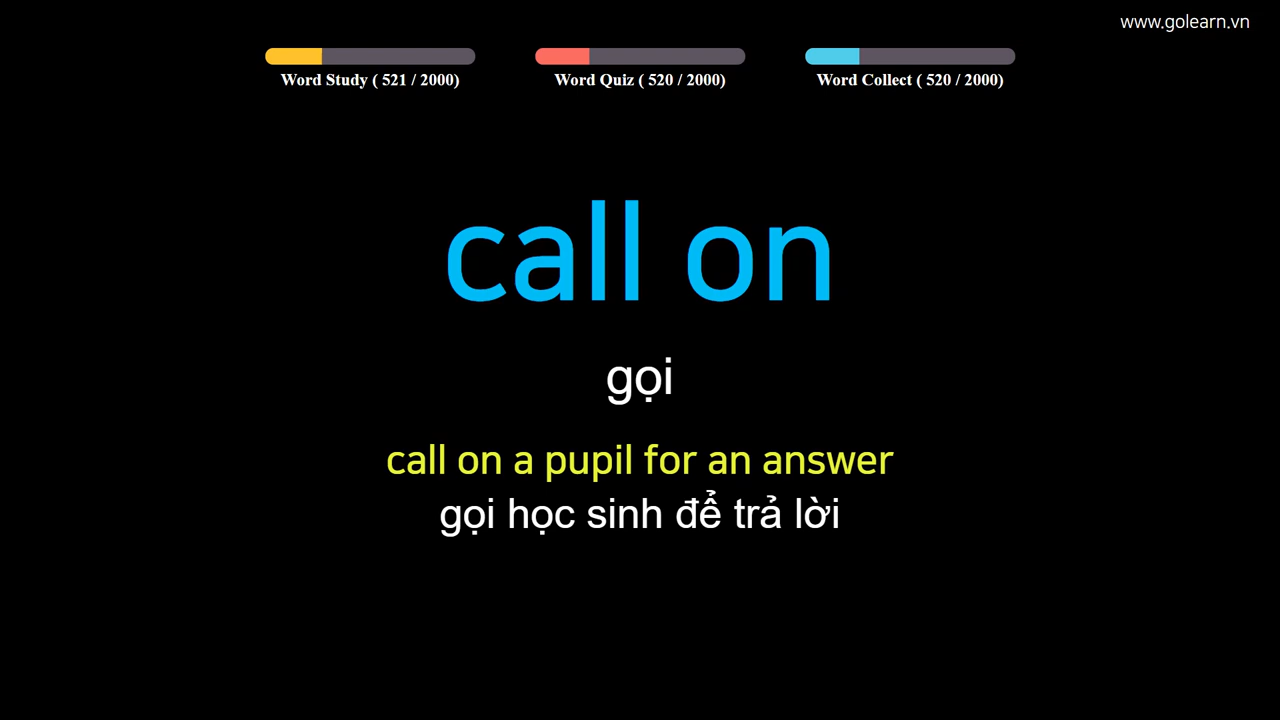 www.golearn.vn
Word Study ( 521 / 2000)
Word Quiz ( 520 / 2000)
Word Collect ( 520 / 2000)
call on
gọi
call on a pupil for an answer
gọi học sinh để trả lời